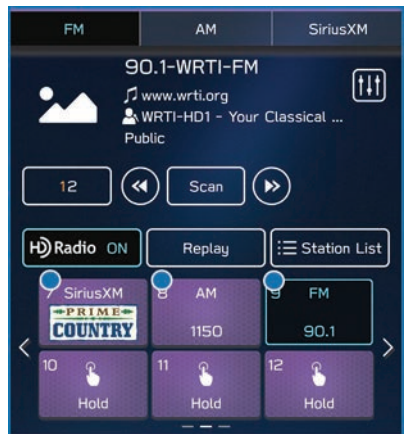 FM AM SiriusXM
90.1-WRTI-FM
www.wrti.org
WRTI-HD1 - Your Classical ...
Public
12 Scan
HD Radio ON Replay Station List
7 SiriusXM 8 AM 9 FM
PRIME
COUNTRY 1150 90.1
10 11 12
Hold Hold Hold